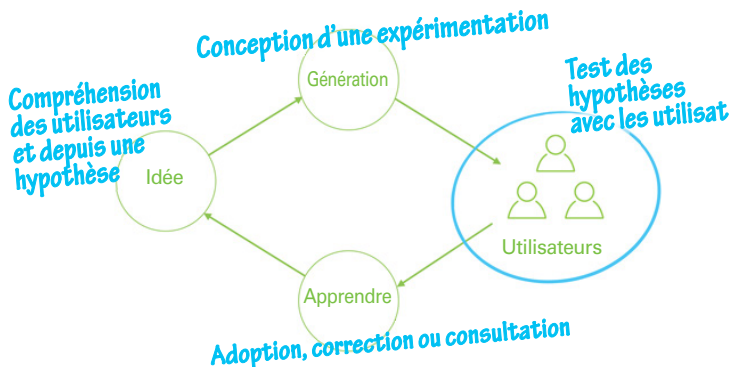 Conception d'une expérimentation
Génération
Test des
hypothèses
avec les utilisat
Compréhension
des utilisateurs
et depuis une
hypothèse
Idée
Utilisateurs
Apprendre
Adoption, correction ou consultation